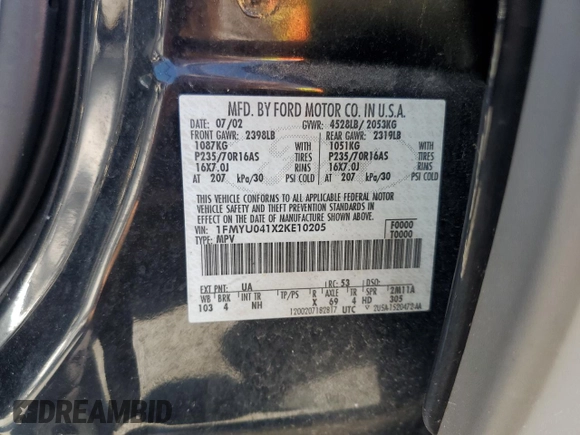 MFD. BY FORD MOTOR CO. IN U.S.A.
DATE: 07/02 GVWR: 4528LB/ 2053KG
FRONT GAWR: 2398LB REAR GAWR: 2319LB
1087KG WITH 1051KG WITH
P235/70R16AS TIRES P235/70R16AS TIRES
16X7.0J RIMS 16X7.0J RIMS
AT 207 kPa/30 PSI COLD AT 207 kPa/30 PSI COLD
THIS VEHICLE CONFORMS TO ALL APPLICABLE FEDERAL MOTOR
VEHICLE SAFETY AND THEFT PREVENTION STANDARDS IN
EFFECT ON THE DATE OF MANUFACTURE SHOWN ABOVE.
VIN: 1FMYU041X2KE10205 F0000
TYPE: MPV T0000
EXT PNT: UA RC: 53 DSO:
WB BRK INT TR TP/PS R AXLE TR SPR 2M11A
103 4 NH X 69 4 HD 305
UTC
DREAMBID